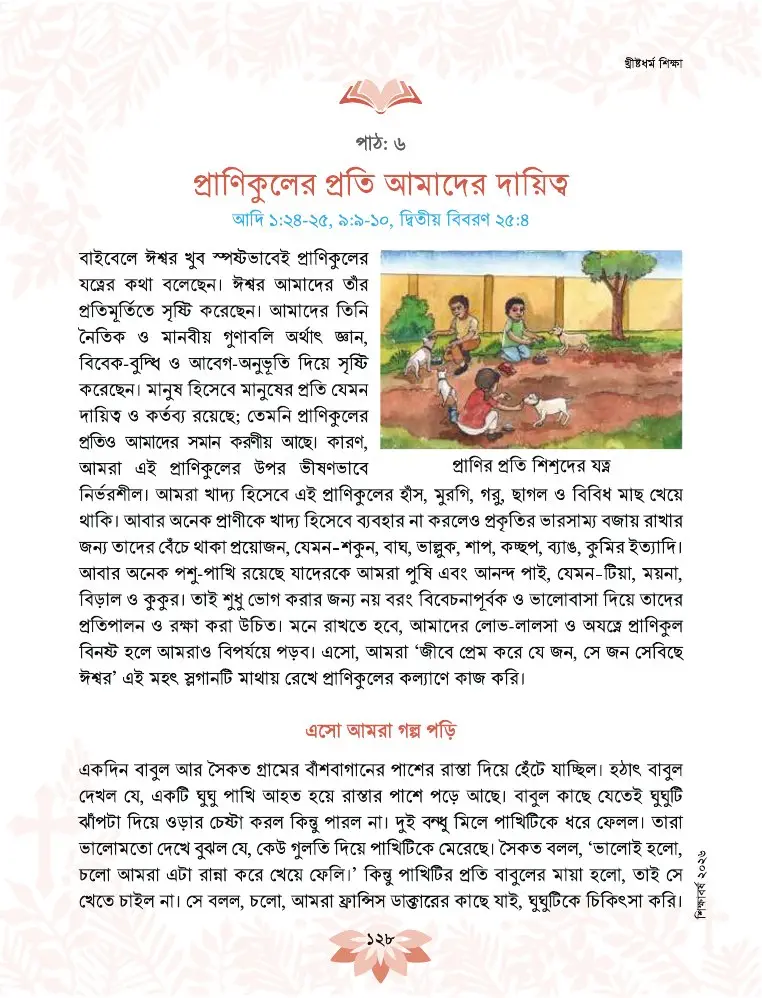 খ্রীষ্টধর্ম শিক্ষা
পাঠ: ৬
প্রাণিকুলের প্রতি আমাদের দায়িত্ব
আদি ১:২৪-২৫, ৯:৯-১০, দ্বিতীয় বিবরণ ২৫:৪
বাইবেলে ঈশ্বর খুব স্পষ্টভাবেই প্রাণিকুলের
যত্নের কথা বলেছেন। ঈশ্বর আমাদের তাঁর
প্রতিমূর্তিতে সৃষ্টি করেছেন। আমাদের তিনি
নৈতিক ও মানবীয় গুণাবলি অর্থাৎ জ্ঞান,
বিবেক-বুদ্ধি ও আবেগ-অনুভূতি দিয়ে সৃষ্টি
করেছেন। মানুষ হিসেবে মানুষের প্রতি যেমন
দায়িত্ব ও কর্তব্য রয়েছে; তেমনি প্রাণিকুলের
প্রতিও আমাদের সমান করণীয় আছে। কারণ,
আমরা এই প্রাণিকুলের উপর ভীষণভাবে
প্রাণির প্রতি শিশুদের যত্ন
নির্ভরশীল। আমরা খাদ্য হিসেবে এই প্রাণিকুলের হাঁস, মুরগি, গরু, ছাগল ও বিবিধ মাছ খেয়ে
থাকি। আবার অনেক প্রাণীকে খাদ্য হিসেবে ব্যবহার না করলেও প্রকৃতির ভারসাম্য বজায় রাখার
জন্য তাদের বেঁচে থাকা প্রয়োজন, যেমন-শকুন, বাঘ, ভাল্লুক, শাপ, কচ্ছপ, ব্যাঙ, কুমির ইত্যাদি।
আবার অনেক পশু-পাখি রয়েছে যাদেরকে আমরা পুষি এবং আনন্দ পাই, যেমন-টিয়া, ময়না,
বিড়াল ও কুকুর। তাই শুধু ভোগ করার জন্য নয় বরং বিবেচনাপূর্বক ও ভালোবাসা দিয়ে তাদের
প্রতিপালন ও রক্ষা করা উচিত। মনে রাখতে হবে, আমাদের লোভ-লালসা ও অযত্নে প্রাণিকুল
বিনষ্ট হলে আমরাও বিপর্যয়ে পড়ব। এসো, আমরা ‘জীবে প্রেম করে যে জন, সে জন সেবিছে
ঈশ্বর’ এই মহৎ স্লগানটি মাথায় রেখে প্রাণিকুলের কল্যাণে কাজ করি।
এসো আমরা গল্প পড়ি
একদিন বাবুল আর সৈকত গ্রামের বাঁশবাগানের পাশের রাস্তা দিয়ে হেঁটে যাচ্ছিল। হঠাৎ বাবুল
দেখল যে, একটি ঘুঘু পাখি আহত হয়ে রাস্তার পাশে পড়ে আছে। বাবুল কাছে যেতেই ঘুঘুটি
ঝাঁপটা দিয়ে ওড়ার চেষ্টা করল কিন্তু পারল না। দুই বন্ধু মিলে পাখিটিকে ধরে ফেলল। তারা
ভালোমতো দেখে বুঝল যে, কেউ গুলতি দিয়ে পাখিটিকে মেরেছে। সৈকত বলল, ‘ভালোই হলো,
চলো আমরা এটা রান্না করে খেয়ে ফেলি।’ কিন্তু পাখিটির প্রতি বাবুলের মায়া হলো, তাই সে
খেতে চাইল না। সে বলল, চলো, আমরা ফ্রান্সিস ডাক্তারের কাছে যাই, ঘুঘুটিকে চিকিৎসা করি।
শিক্ষাবর্ষ ২০২৬
১২৮